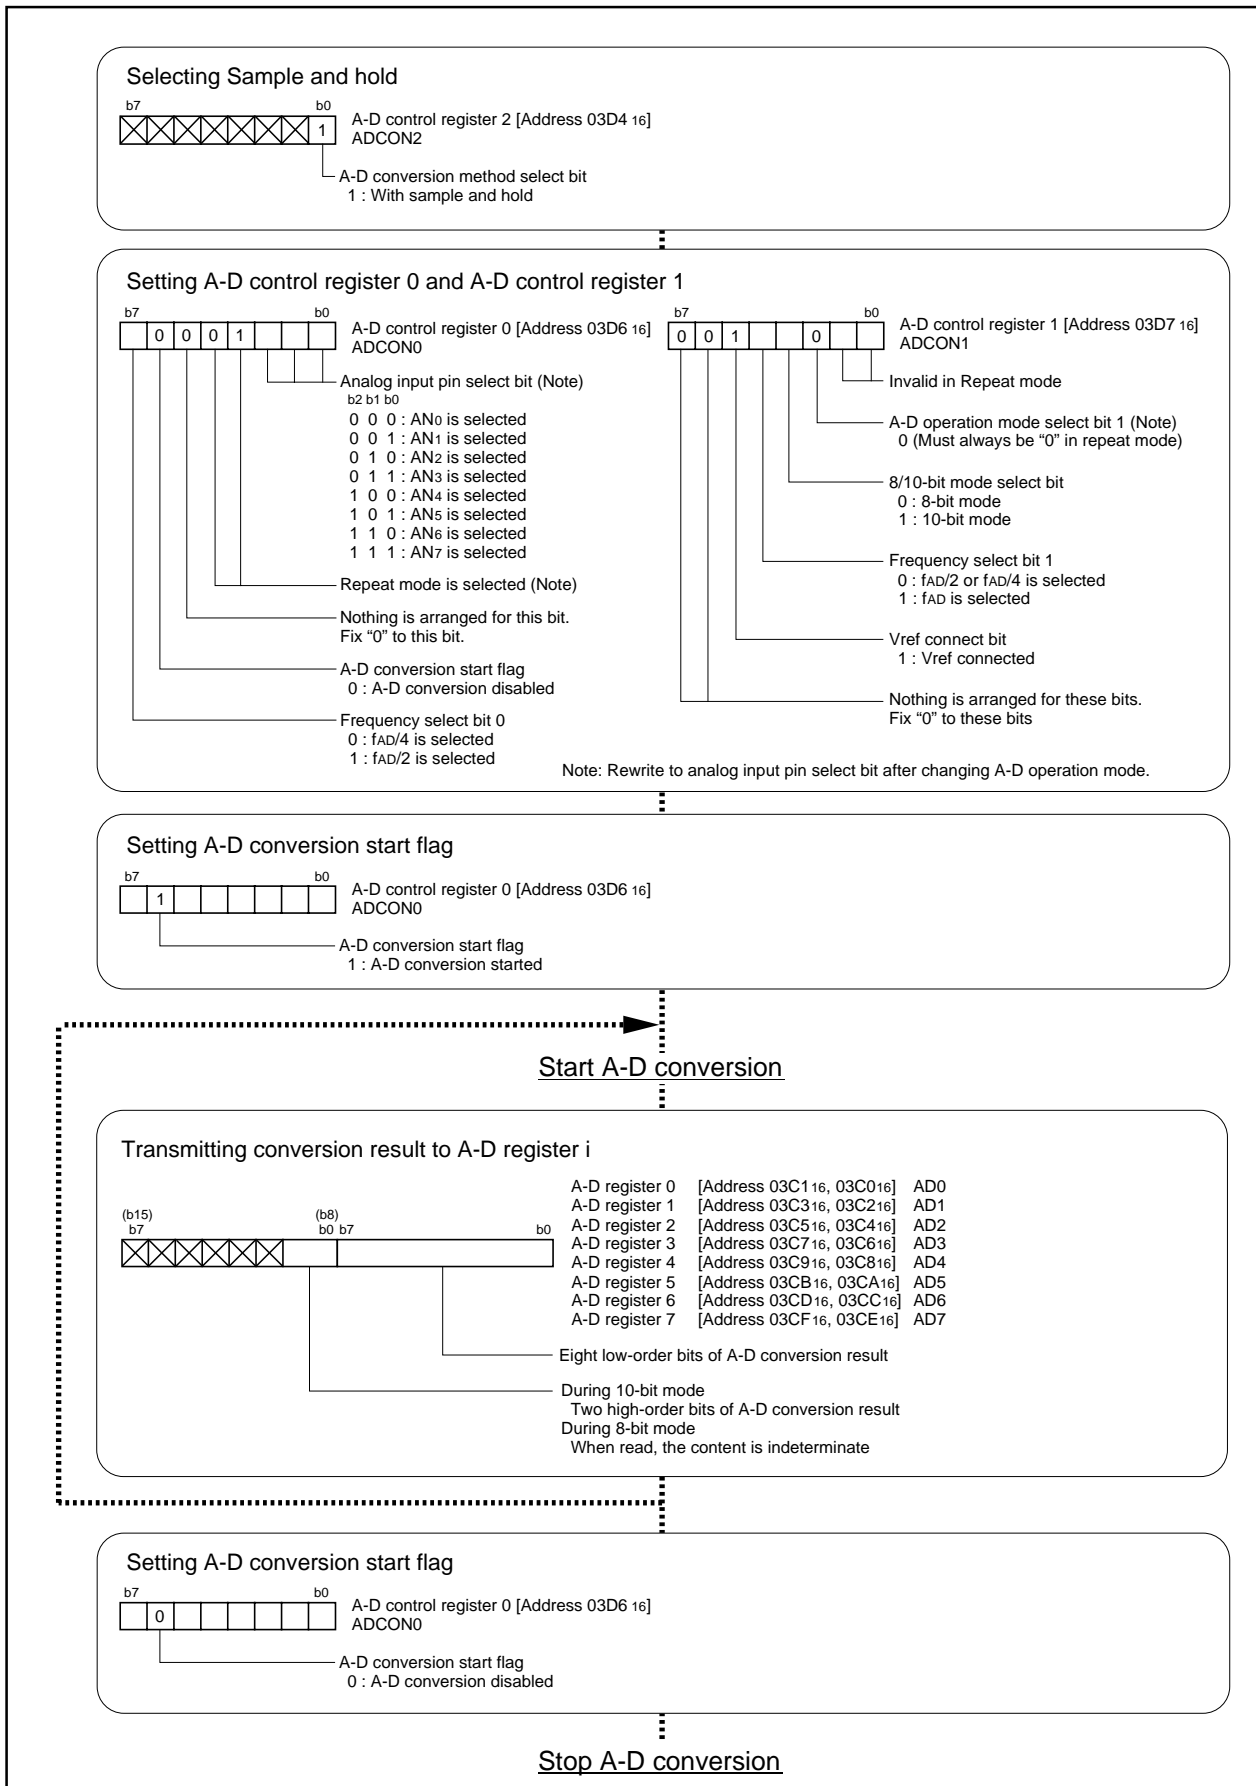 Selecting Sample and hold
b7 b0
1
A-D control register 2 [Address 03D4 16]
ADCON2
A-D conversion method select bit
1 : With sample and hold
Setting A-D control register 0 and A-D control register 1
b7 b0
0 0 0 1
A-D control register 0 [Address 03D6 16]
ADCON0
Analog input pin select bit (Note)
b2 b1 b0
0 0 0 : AN0 is selected
0 0 1 : AN1 is selected
0 1 0 : AN2 is selected
0 1 1 : AN3 is selected
1 0 0 : AN4 is selected
1 0 1 : AN5 is selected
1 1 0 : AN6 is selected
1 1 1 : AN7 is selected
Repeat mode is selected (Note)
Nothing is arranged for this bit.
Fix “0” to this bit.
A-D conversion start flag
0 : A-D conversion disabled
Frequency select bit 0
0 : fAD/4 is selected
1 : fAD/2 is selected
b7 b0
0 0 1 0
A-D control register 1 [Address 03D7 16]
ADCON1
Invalid in Repeat mode
A-D operation mode select bit 1 (Note)
0 (Must always be “0” in repeat mode)
8/10-bit mode select bit
0 : 8-bit mode
1 : 10-bit mode
Frequency select bit 1
0 : fAD/2 or fAD/4 is selected
1 : fAD is selected
Vref connect bit
1 : Vref connected
Nothing is arranged for these bits.
Fix “0” to these bits
Note: Rewrite to analog input pin select bit after changing A-D operation mode.
Setting A-D conversion start flag
b7 b0
1
A-D control register 0 [Address 03D6 16]
ADCON0
A-D conversion start flag
1 : A-D conversion started
Start A-D conversion
Transmitting conversion result to A-D register i
(b15) (b8)
b7 b0 b7 b0
A-D register 0 [Address 03C116, 03C016] AD0
A-D register 1 [Address 03C316, 03C216] AD1
A-D register 2 [Address 03C516, 03C416] AD2
A-D register 3 [Address 03C716, 03C616] AD3
A-D register 4 [Address 03C916, 03C816] AD4
A-D register 5 [Address 03CB16, 03CA16] AD5
A-D register 6 [Address 03CD16, 03CC16] AD6
A-D register 7 [Address 03CF16, 03CE16] AD7
Eight low-order bits of A-D conversion result
During 10-bit mode
Two high-order bits of A-D conversion result
During 8-bit mode
When read, the content is indeterminate
Setting A-D conversion start flag
b7 b0
0
A-D control register 0 [Address 03D6 16]
ADCON0
A-D conversion start flag
0 : A-D conversion disabled
Stop A-D conversion